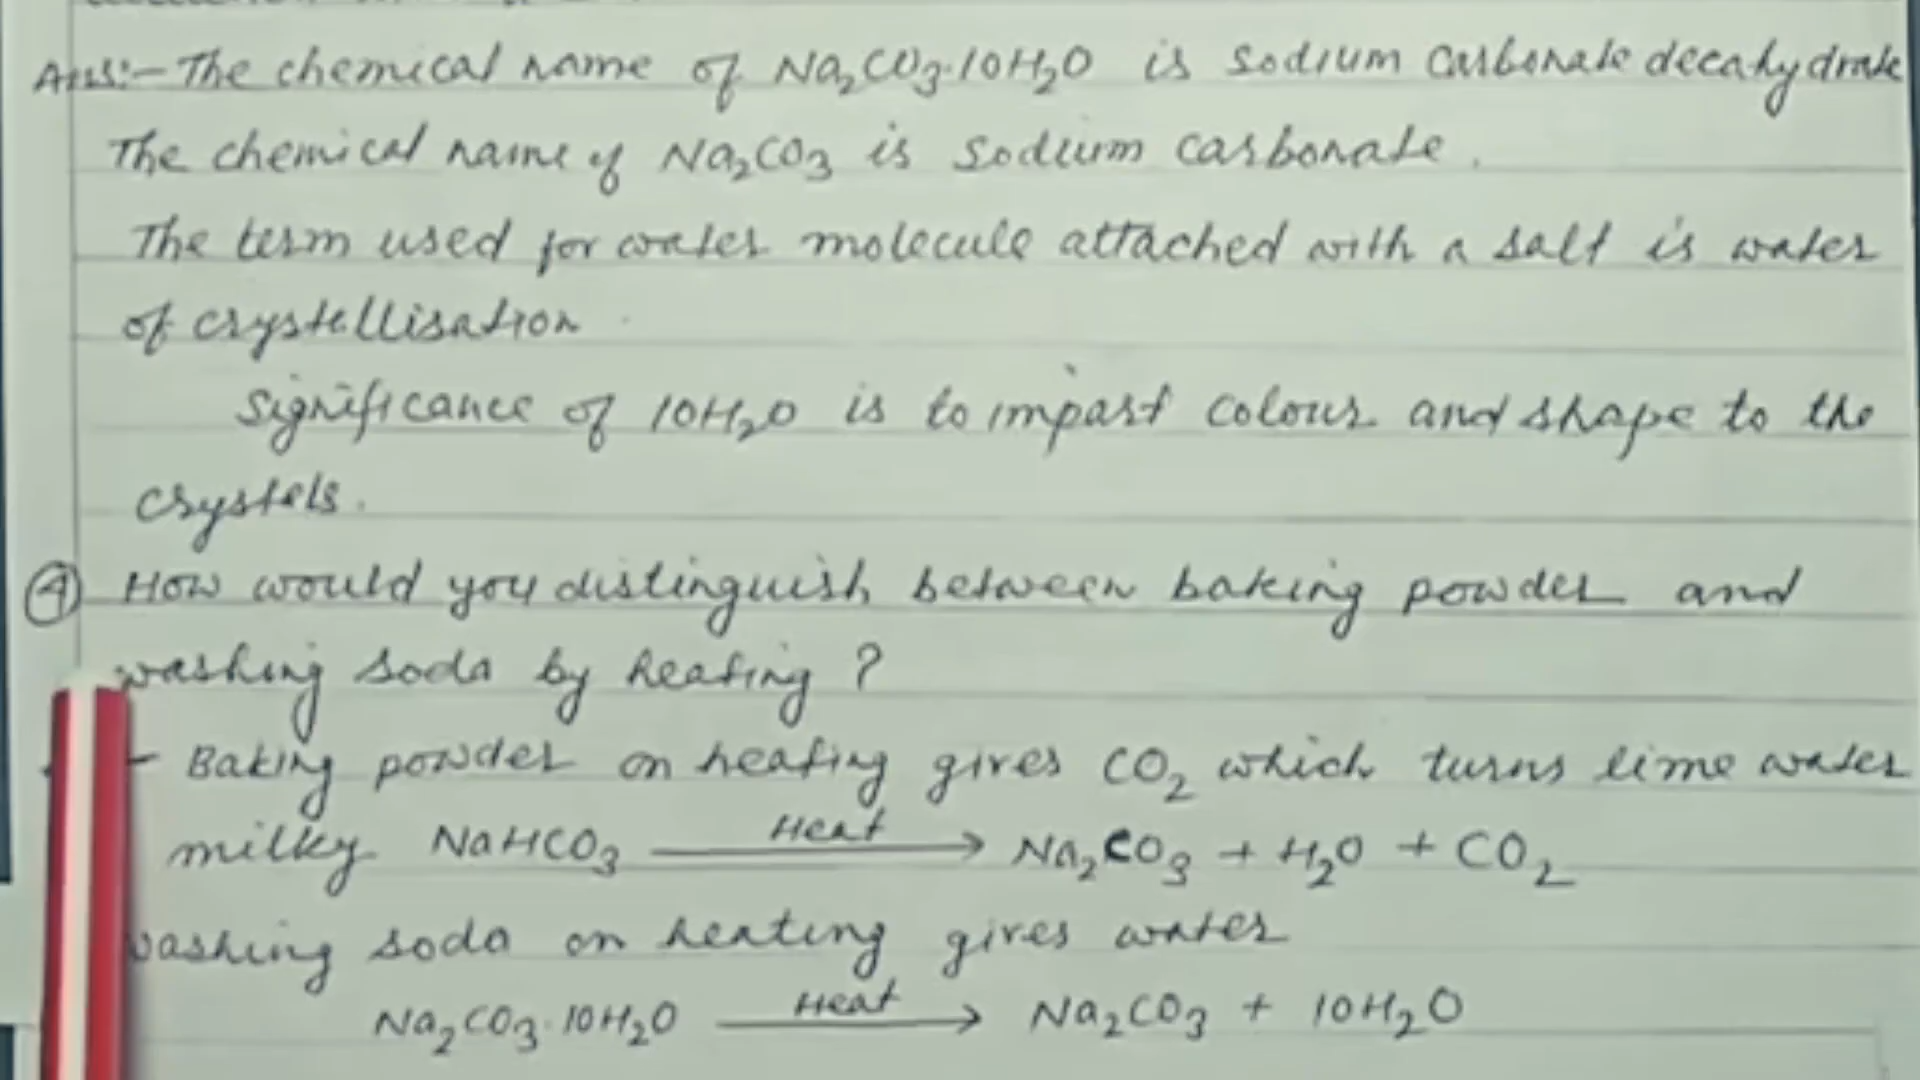 Ans:- The chemical name of Na₂CO₃.10H₂O is sodium carbonate decahydrate
The chemical name of Na₂CO₃ is sodium carbonate.
The term used for water molecule attached with a salt is water
of crystellisation
Significance of 10H₂O is to impart colour and shape to the
crystels.
④ How would you distinguish between baking powder and
washing soda by heating?
- Baking powder on heating gives CO₂ which turns lime water
milky NaHCO₃ —Heat→ Na₂CO₃ + H₂O + CO₂
washing soda on heating gives water
Na₂CO₃.10H₂O —Heat→ Na₂CO₃ + 10H₂O